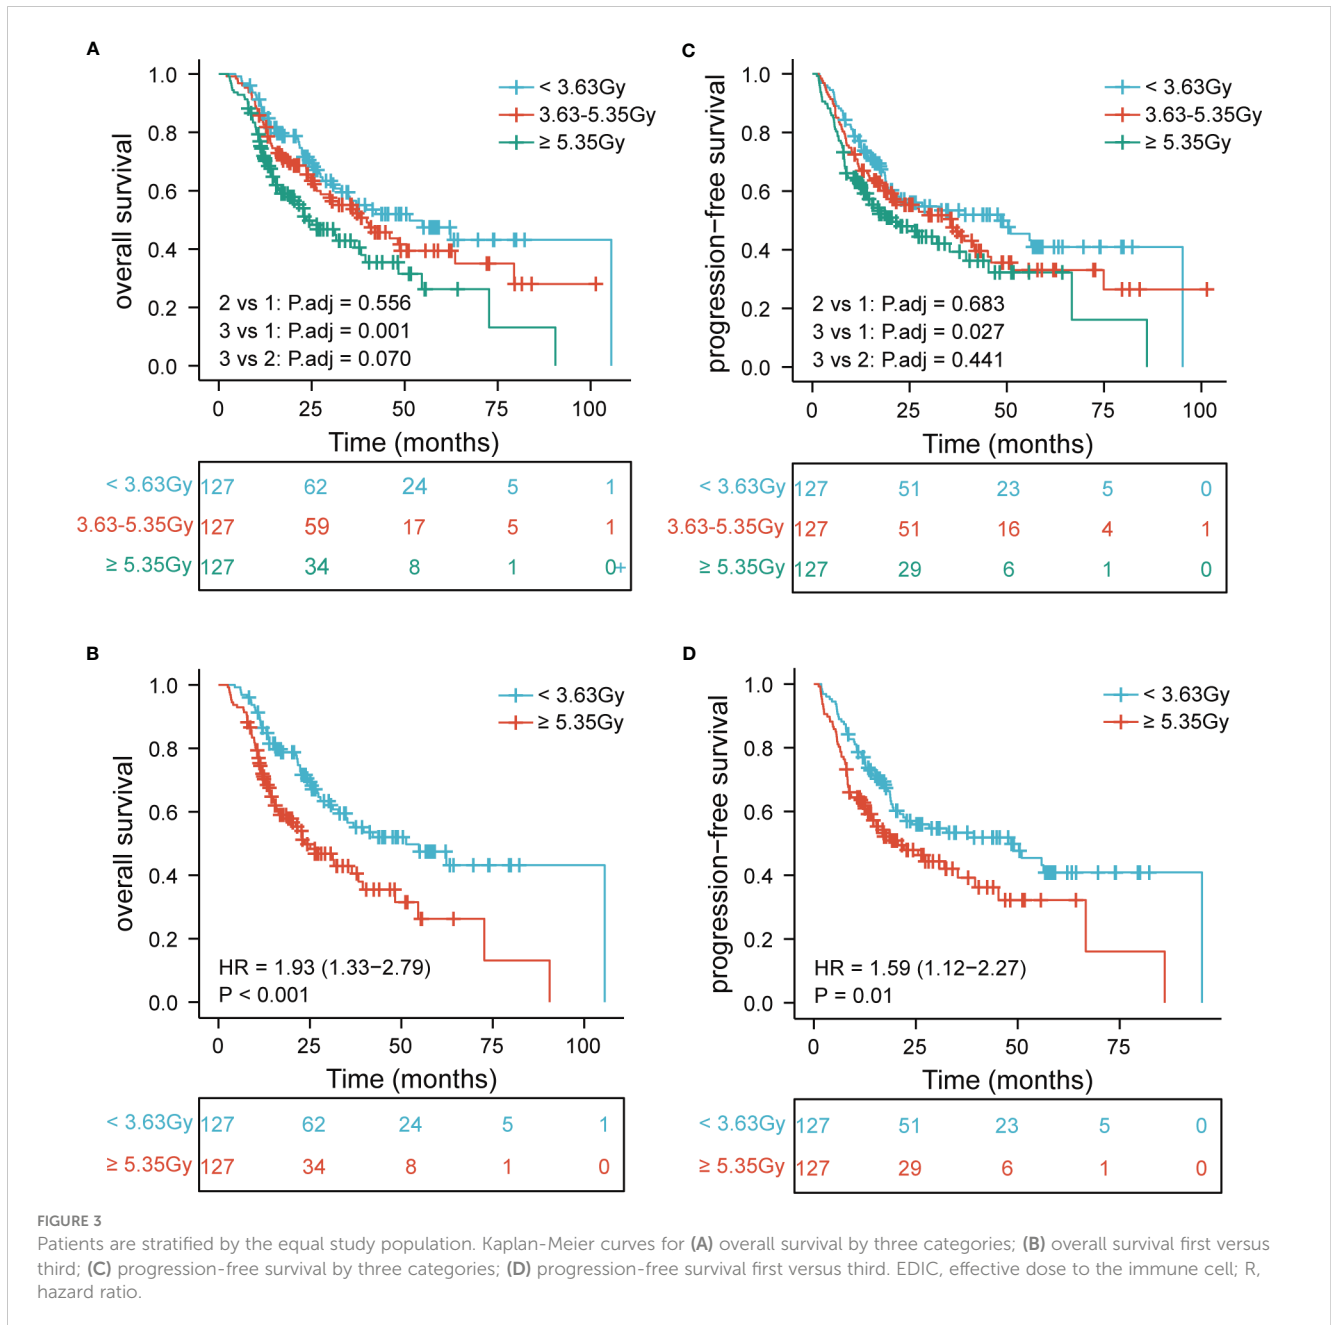 A
overall survival
1.0
0.8
0.6
0.4
0.2
0.0
< 3.63Gy
3.63-5.35Gy
≥ 5.35Gy
2 vs 1: P.adj = 0.556
3 vs 1: P.adj = 0.001
3 vs 2: P.adj = 0.070
0 25 50 75 100
Time (months)
< 3.63Gy 127 62 24 5 1
3.63-5.35Gy 127 59 17 5 1
≥ 5.35Gy 127 34 8 1 0+
C
progression-free survival
1.0
0.8
0.6
0.4
0.2
0.0
< 3.63Gy
3.63-5.35Gy
≥ 5.35Gy
2 vs 1: P.adj = 0.683
3 vs 1: P.adj = 0.027
3 vs 2: P.adj = 0.441
0 25 50 75 100
Time (months)
< 3.63Gy 127 51 23 5 0
3.63-5.35Gy 127 51 16 4 1
≥ 5.35Gy 127 29 6 1 0
B
overall survival
1.0
0.8
0.6
0.4
0.2
0.0
< 3.63Gy
≥ 5.35Gy
HR = 1.93 (1.33−2.79)
P < 0.001
0 25 50 75 100
Time (months)
< 3.63Gy 127 62 24 5 1
≥ 5.35Gy 127 34 8 1 0
D
progression−free survival
1.0
0.8
0.6
0.4
0.2
0.0
< 3.63Gy
≥ 5.35Gy
HR = 1.59 (1.12−2.27)
P = 0.01
0 25 50 75
Time (months)
< 3.63Gy 127 51 23 5 0
≥ 5.35Gy 127 29 6 1 0
FIGURE 3
Patients are stratified by the equal study population. Kaplan-Meier curves for (A) overall survival by three categories; (B) overall survival first versus
third; (C) progression-free survival by three categories; (D) progression-free survival first versus third. EDIC, effective dose to the immune cell; R,
hazard ratio.